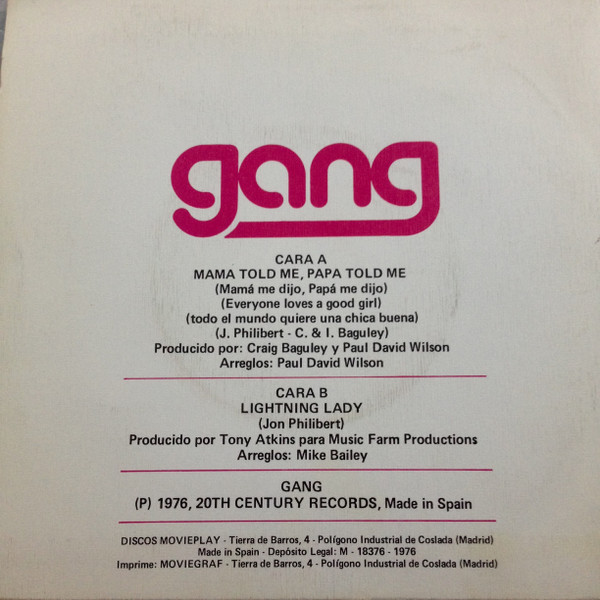 gang
CARA A
MAMA TOLD ME, PAPA TOLD ME
(Mamá me dijo, Papá me dijo)
(Everyone loves a good girl)
(todo el mundo quiere una chica buena)
(J. Philibert - C. & I. Baguley)
Producido por: Craig Baguley y Paul David Wilson
Arreglos: Paul David Wilson
CARA B
LIGHTNING LADY
(Jon Philibert)
Producido por Tony Atkins para Music Farm Productions
Arreglos: Mike Bailey
GANG
(P) 1976, 20TH CENTURY RECORDS, Made in Spain
DISCOS MOVIEPLAY - Tierra de Barros, 4 - Polígono Industrial de Coslada (Madrid)
Made in Spain - Depósito Legal: M - 18376 - 1976
Imprime: MOVIEGRAF - Tierra de Barros, 4 - Polígono Industrial de Coslada (Madrid)